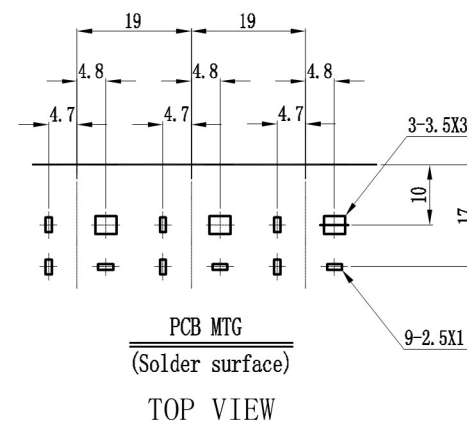 19 19
4.8 4.8 4.8
4.7 4.7 4.7
3-3.5X3
10
17
9-2.5X1
PCB MTG
(Solder surface)
TOP VIEW